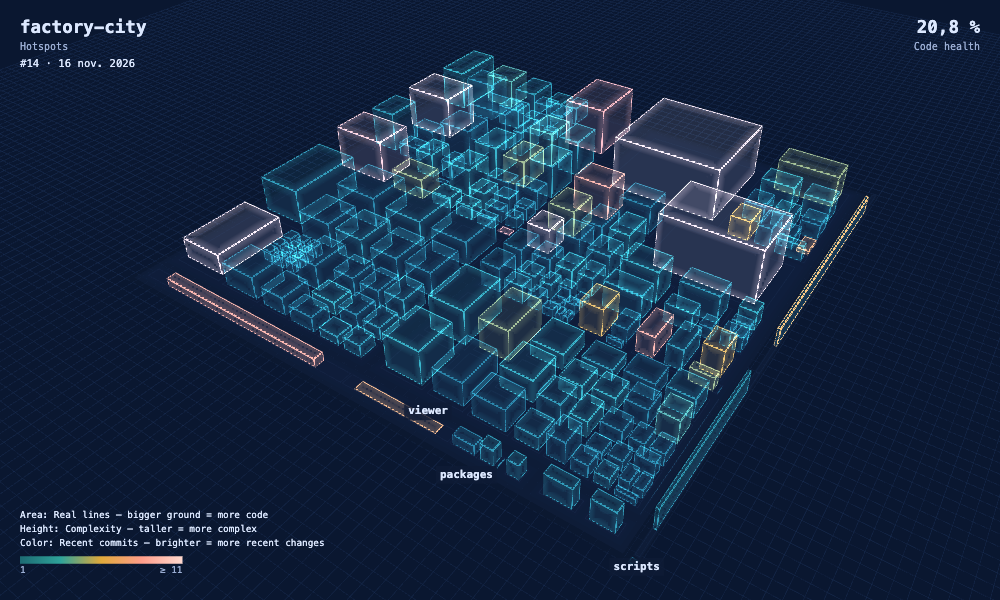 factory-city
Hotspots
#14 · 16 nov. 2026
20,8 %
Code health
viewer
packages
scripts
Area: Real lines — bigger ground = more code
Height: Complexity — taller = more complex
Color: Recent commits — brighter = more recent changes
1
≥ 11